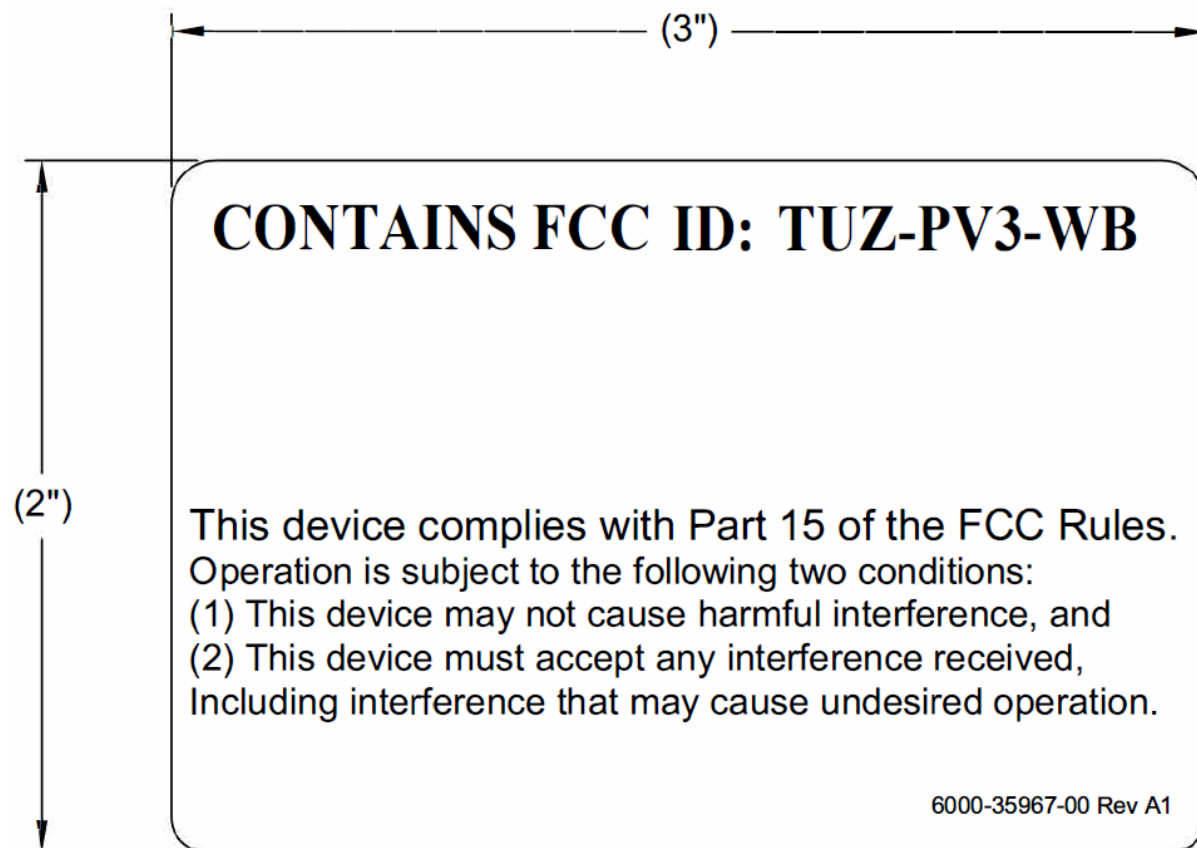 (3")
CONTAINS FCC ID: TUZ-PV3-WB
(2")
This device complies with Part 15 of the FCC Rules.
Operation is subject to the following two conditions:
(1) This device may not cause harmful interference, and
(2) This device must accept any interference received,
Including interference that may cause undesired operation.
6000-35967-00 Rev A1